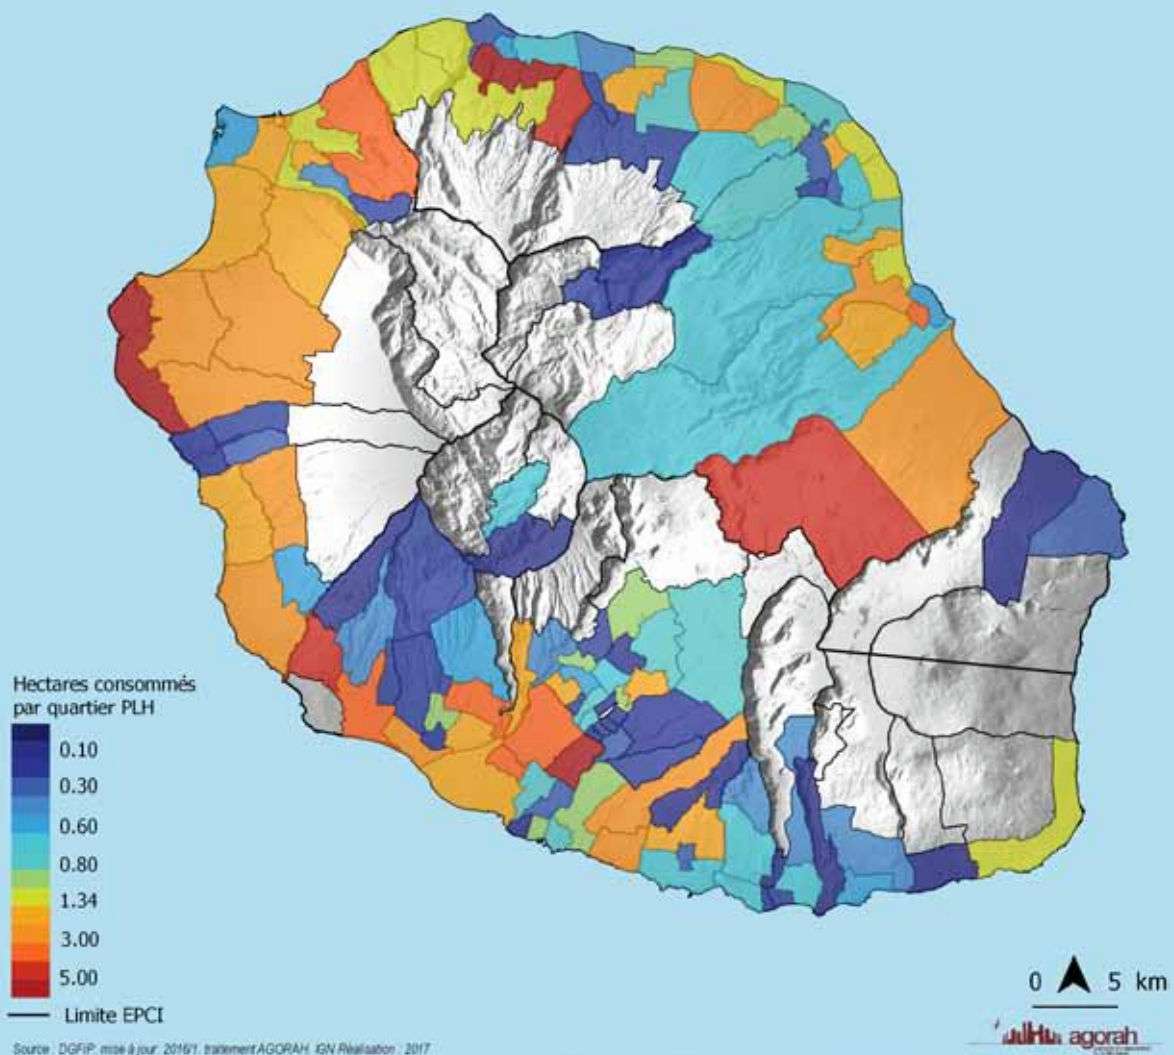 Hectares consommés
par quartier PLH
0.10
0.30
0.60
0.80
1.34
3.00
5.00
Limite EPCI
0 5 km
agorah
Source : DGFiP mise à jour 2016/1, traitement AGORAH, IGN Réalisation : 2017